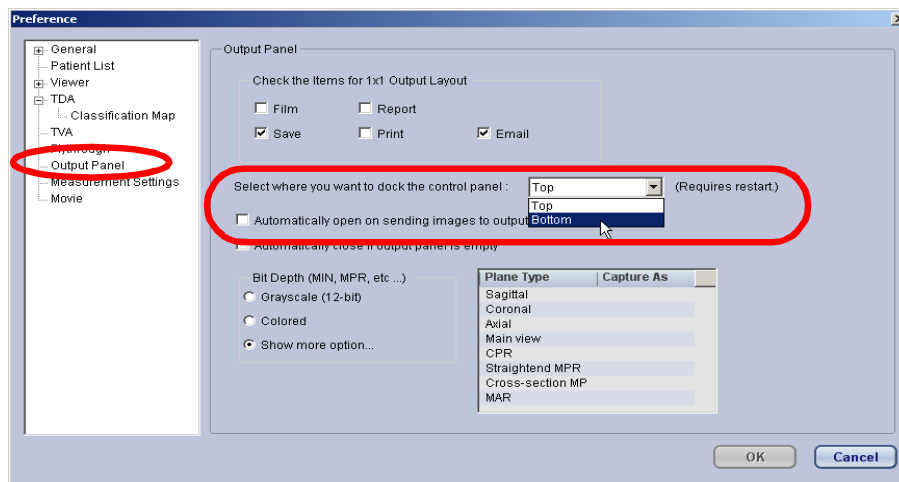 Preference
General
Patient List
Viewer
TDA
Classification Map
TVA
Flythrough
Output Panel
Measurement Settings
Movie
Output Panel
Check the Items for 1x1 Output Layout
Film Report
Save Print Email
Select where you want to dock the control panel : Top (Requires restart.)
Top
Automatically open on sending images to output Bottom
Automatically close if output panel is empty
Bit Depth (MIN, MPR, etc ...)
Grayscale (12-bit)
Colored
Show more option...
Plane Type Capture As
Sagittal
Coronal
Axial
Main view
CPR
Straightend MPR
Cross-section MP
MAR
OK Cancel